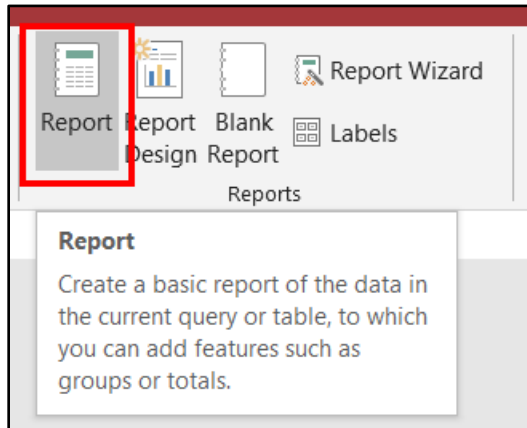 Report
Report
Design
Blank
Report
Report Wizard
Labels
Reports
Report
Create a basic report of the data in
the current query or table, to which
you can add features such as
groups or totals.